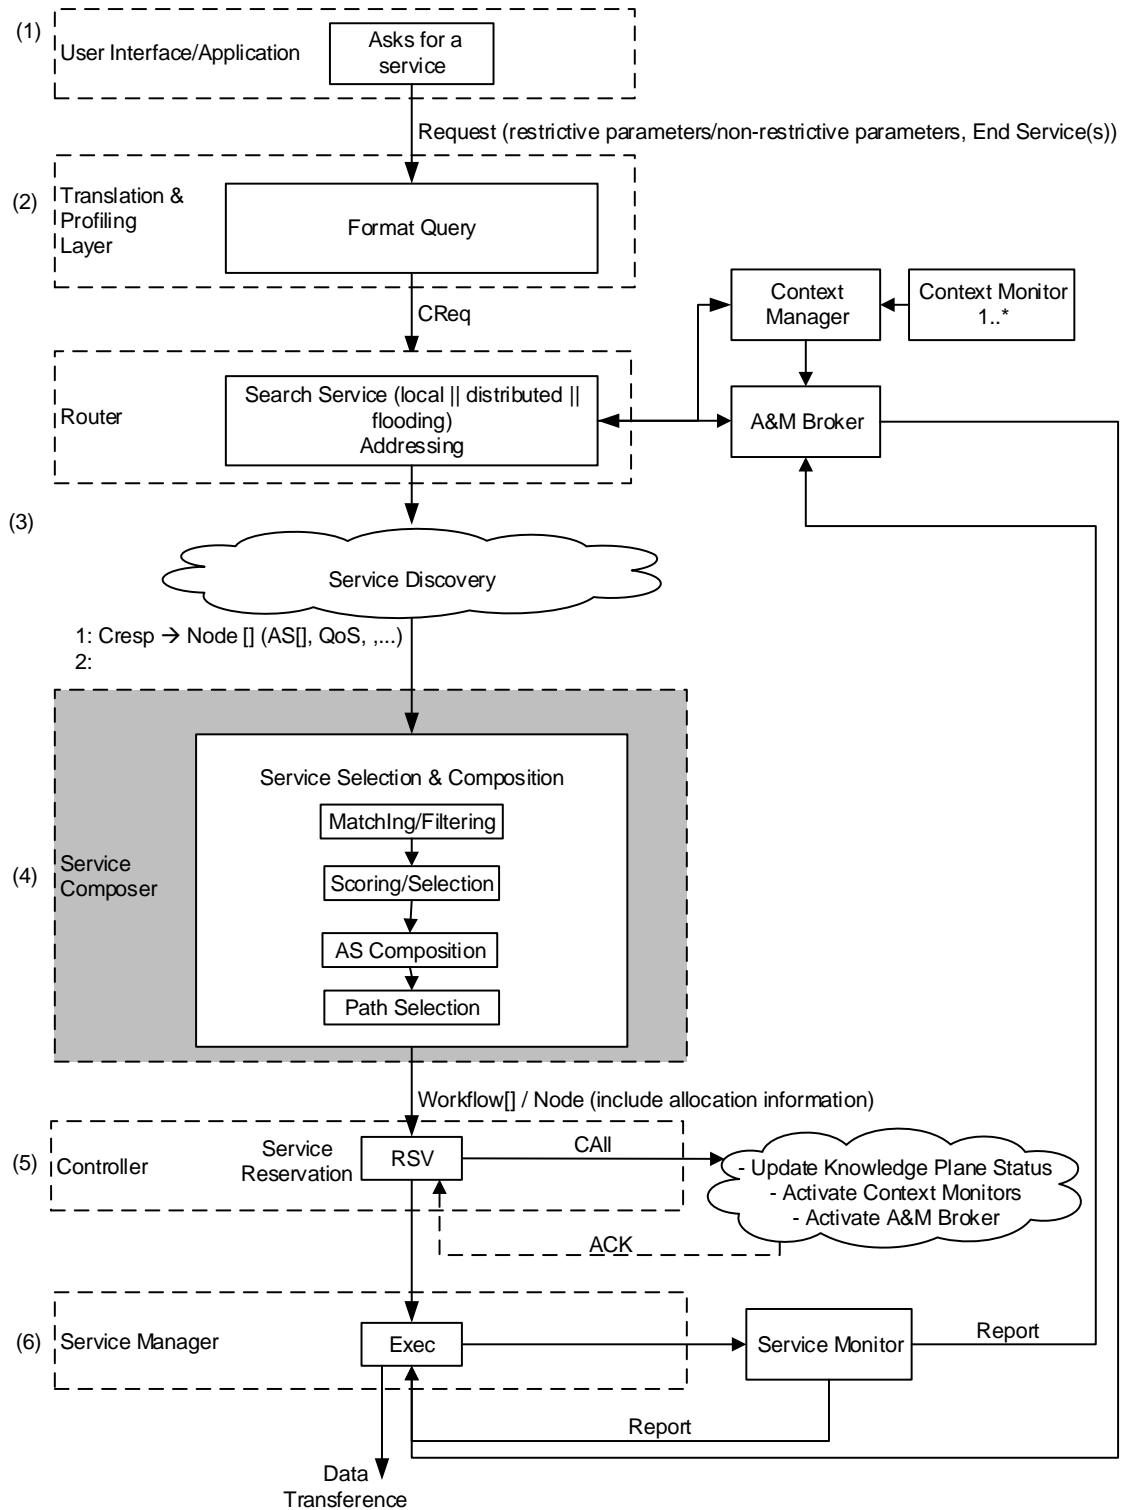 (1)
User Interface/Application
Asks for a
service
Request (restrictive parameters/non-restrictive parameters, End Service(s))
(2)
Translation &
Profiling
Layer
Format Query
CReq
Context
Manager
Context Monitor
1..*
Router
Search Service (local || distributed ||
flooding)
Addressing
A&M Broker
(3)
Service Discovery
1: Cresp → Node [] (AS[], QoS, ,...)
2:
(4)
Service
Composer
Service Selection & Composition
MatchIng/Filtering
Scoring/Selection
AS Composition
Path Selection
Workflow[] / Node (include allocation information)
(5)
Controller
Service
Reservation
RSV
CAll
- Update Knowledge Plane Status
- Activate Context Monitors
- Activate A&M Broker
ACK
(6)
Service Manager
Exec
Service Monitor
Report
Report
Data
Transference